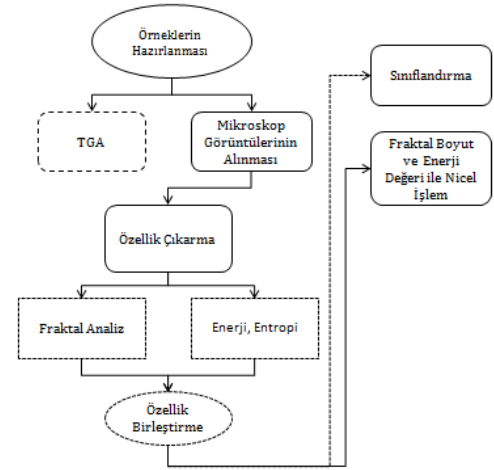 Örneklerin
Hazırlanması
TGA
Mikroskop
Görüntülerinin
Alınması
Özellik Çıkarma
Fraktal Analiz
Enerji, Entropi
Özellik
Birleştirme
Sınıflandırma
Fraktal Boyut
ve Enerji
Değeri ile Nicel
İşlem